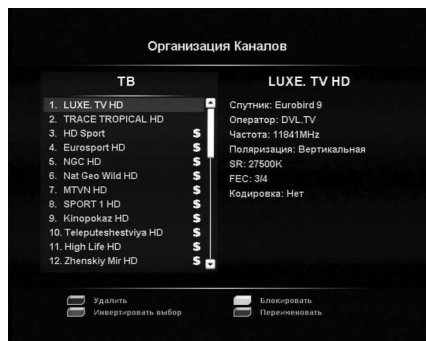 Организация Каналов
ТВ
1. LUXE. TV HD
2. TRACE TROPICAL HD
3. HD Sport $
4. Eurosport HD $
5. NGC HD $
6. Nat Geo Wild HD $
7. MTVN HD $
8. SPORT 1 HD $
9. Kinopokaz HD $
10. Teleputeshestviya HD $
11. High Life HD $
12. Zhenskiy Mir HD $
LUXE. TV HD
Спутник: Eurobird 9
Оператор: DVL.TV
Частота: 11841MHz
Поляризация: Вертикальная
SR: 27500K
FEC: 3/4
Кодировка: Нет
Удалить
Инвертировать выбор
Блокировать
Переименовать